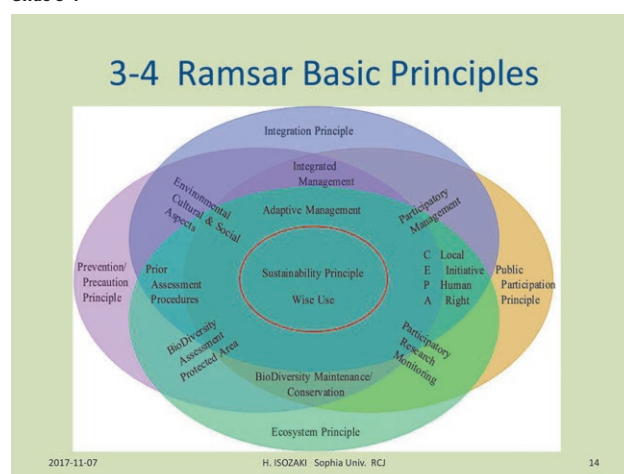 3-4 Ramsar Basic Principles
Integration Principle
Integrated
Management
Environmental
Cultural & Social
Aspects
Adaptive Management
Participatory
Management
Prevention/
Precaution
Principle
Prior
Assessment
Procedures
Sustainability Principle
Wise Use
C Local
E Initiative
P Human
A Right
Public
Participation
Principle
BioDiversity
Assessment
Protected Area
Participatory
Research
Monitoring
BioDiversity Maintenance/
Conservation
Ecosystem Principle
2017-11-07 H. ISOZAKI Sophia Univ. RCJ 14